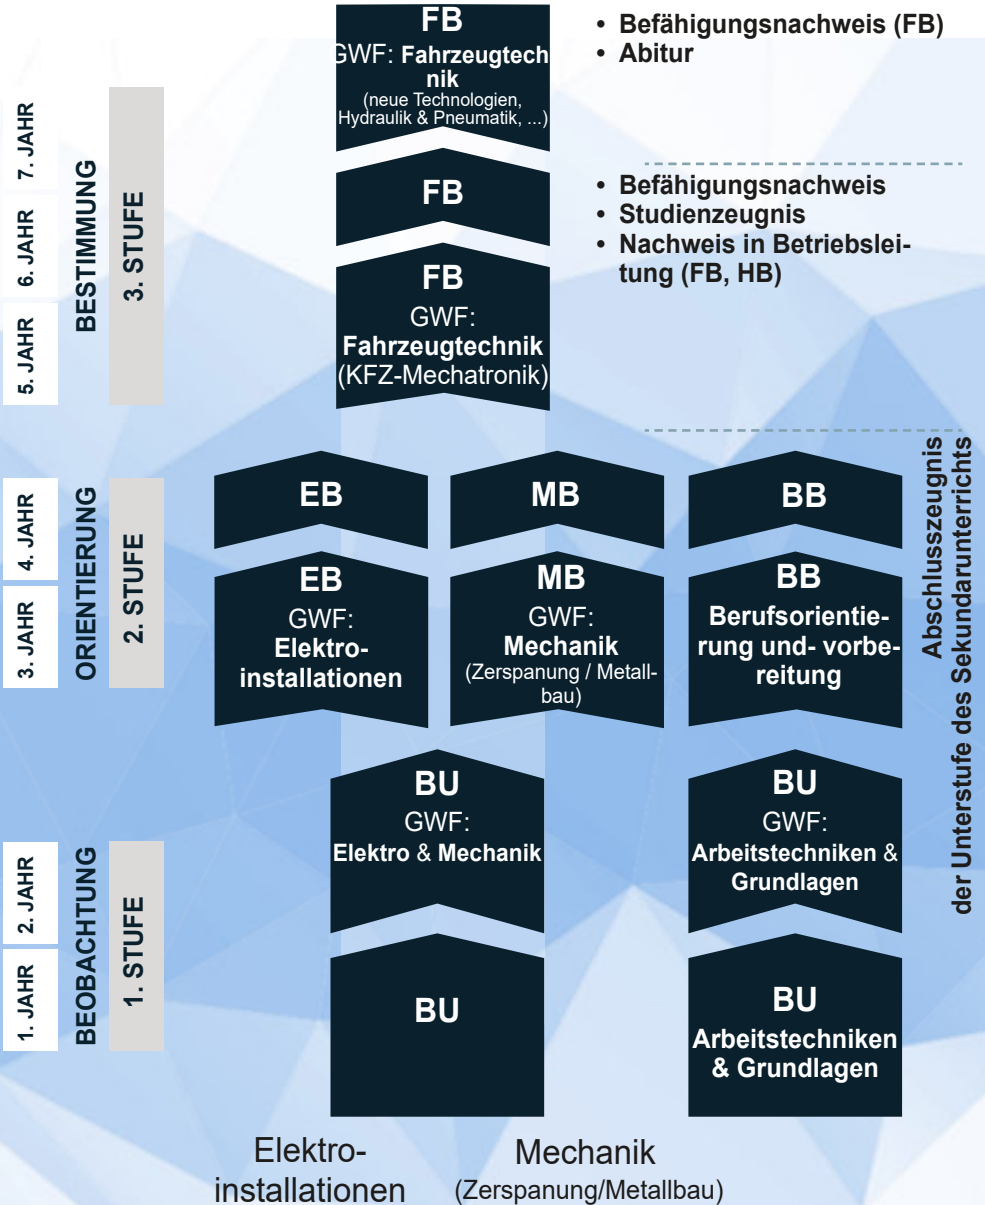 FB
GWF: Fahrzeugtech
nik
(neue Technologien,
Hydraulik & Pneumatik, ...)
• Befähigungsnachweis (FB)
• Abitur
7. JAHR
6. JAHR
5. JAHR
BESTIMMUNG
3. STUFE
FB
FB
GWF:
Fahrzeugtechnik
(KFZ-Mechatronik)
• Befähigungsnachweis
• Studienzeugnis
• Nachweis in Betriebslei-
tung (FB, HB)
4. JAHR
3. JAHR
ORIENTIERUNG
2. STUFE
EB
EB
GWF:
Elektro-
installationen
MB
MB
GWF:
Mechanik
(Zerspanung / Metall-
bau)
BB
BB
Berufsorientie-
rung und- vorbe-
reitung
Abschlusszeugnis
der Unterstufe des Sekundarunterrichts
2. JAHR
1. JAHR
BEOBACHTUNG
1. STUFE
BU
GWF:
Elektro & Mechanik
BU
BU
GWF:
Arbeitstechniken &
Grundlagen
BU
Arbeitstechniken
& Grundlagen
Elektro-
installationen
Mechanik
(Zerspanung/Metallbau)